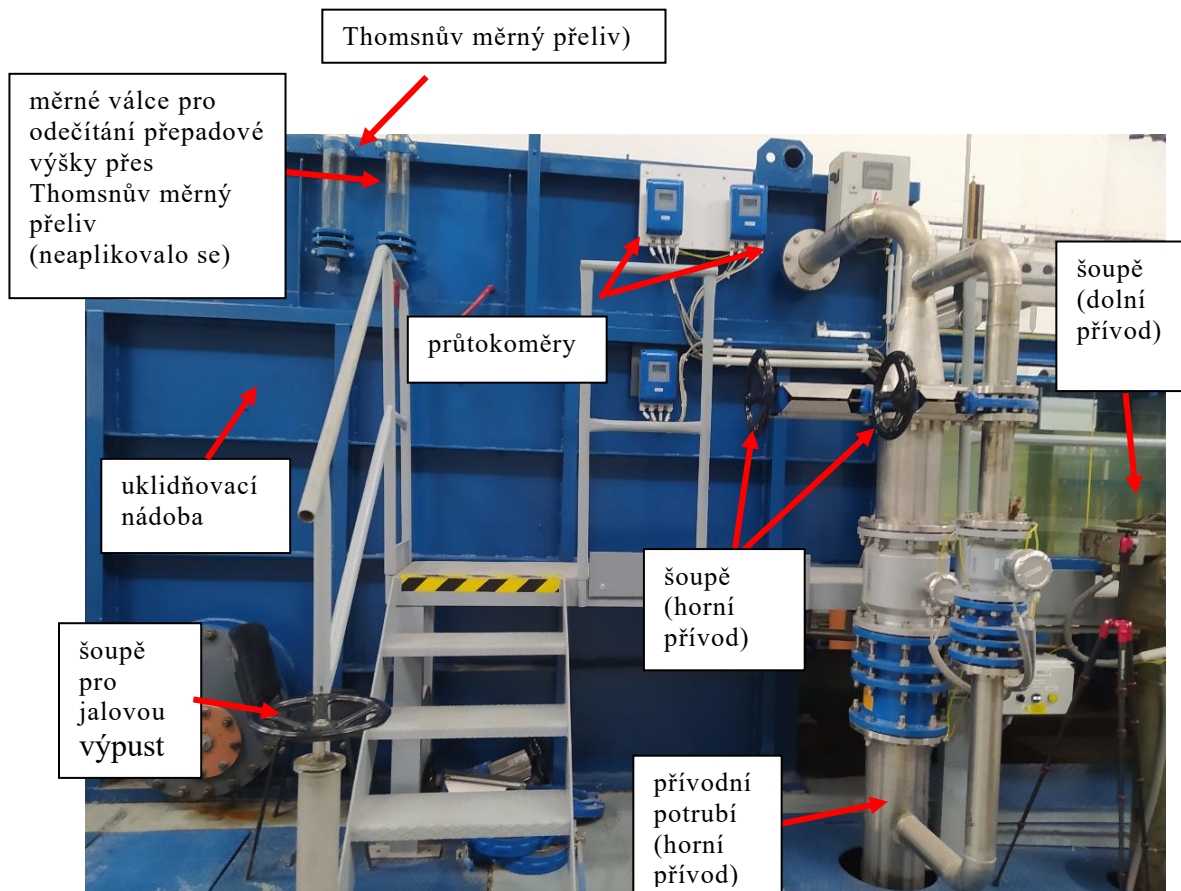 Thomsnův měrný přeliv)
měrné válce pro
odečítání přepadové
výšky přes
Thomsnův měrný
přeliv
(neaplikovalo se)
průtokoměry
šoupě
(dolní
přívod)
uklidňovací
nádoba
šoupě
(horní
přívod)
šoupě
pro
jalovou
výpust
přívodní
potrubí
(horní
přívod)